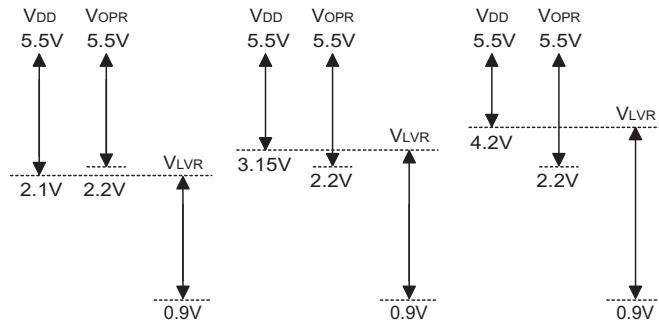 VDD VOPR VDD VOPR VDD VOPR
5.5V 5.5V 5.5V 5.5V 5.5V 5.5V
VLVR
4.2V
VLVR
3.15V
VLVR
2.2V 2.2V
2.1V 2.2V
0.9V 0.9V 0.9V